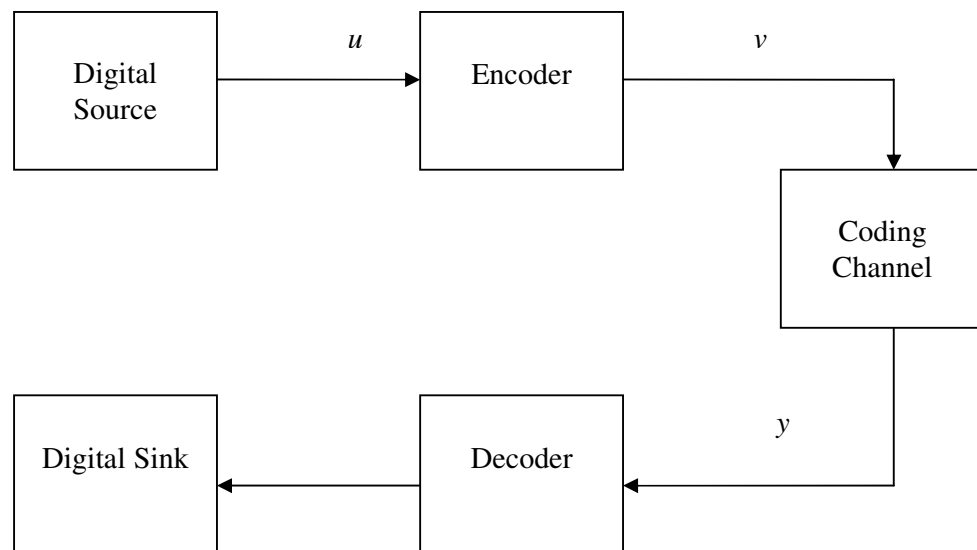 u
v
Digital
Source
Encoder
Coding
Channel
y
Digital Sink
Decoder